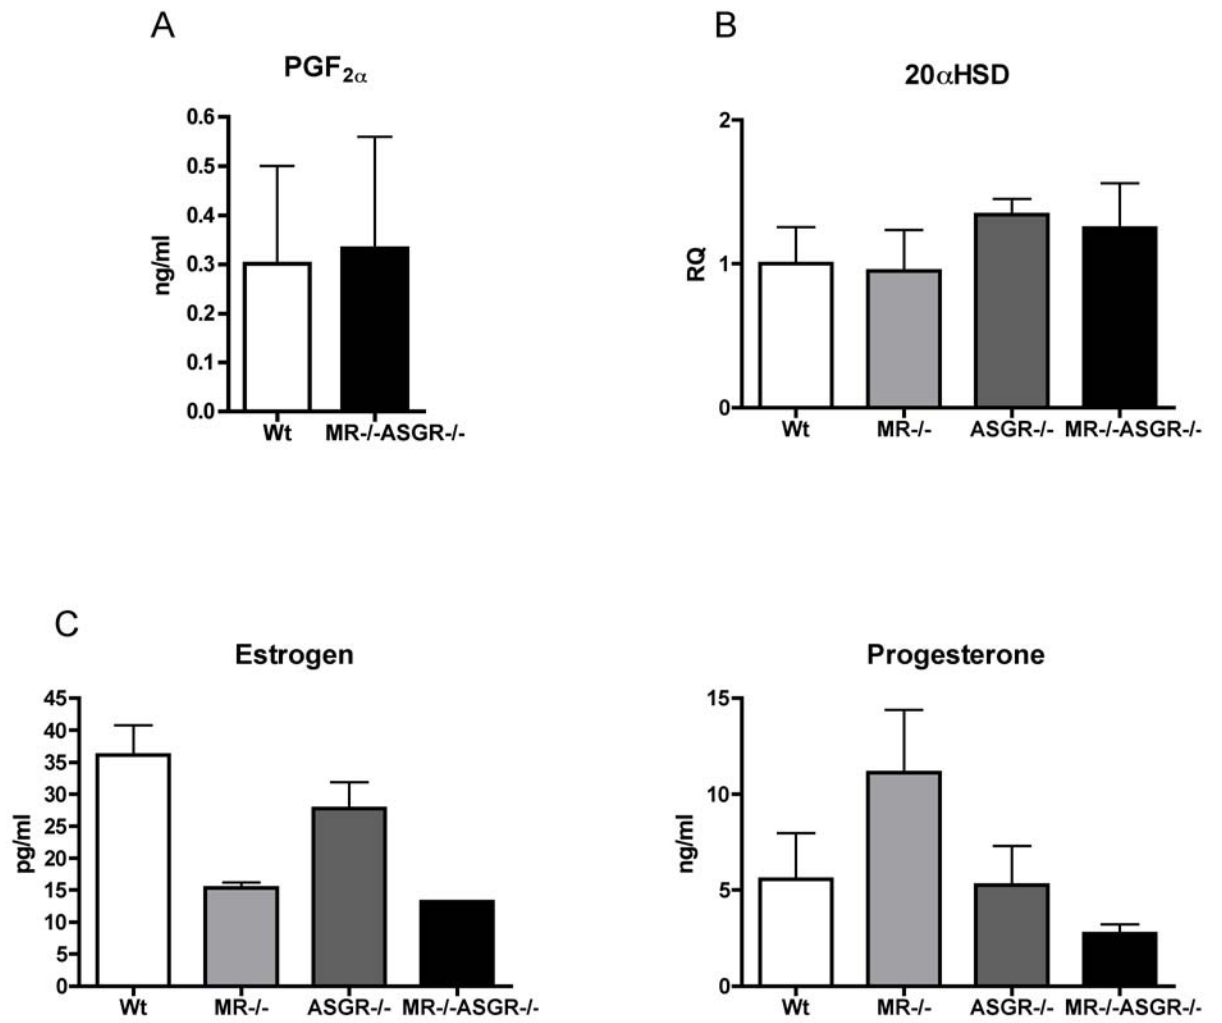 A
PGF2α
ng/ml
0.6
0.5
0.4
0.3
0.2
0.1
0.0
Wt MR-/-ASGR-/-
B
20αHSD
RQ
2
1
0
Wt MR-/- ASGR-/- MR-/-ASGR-/-
C
Estrogen
pg/ml
45
40
35
30
25
20
15
10
5
0
Wt MR-/- ASGR-/- MR-/-ASGR-/-
Progesterone
ng/ml
15
10
5
0
Wt MR-/- ASGR-/- MR-/-ASGR-/-